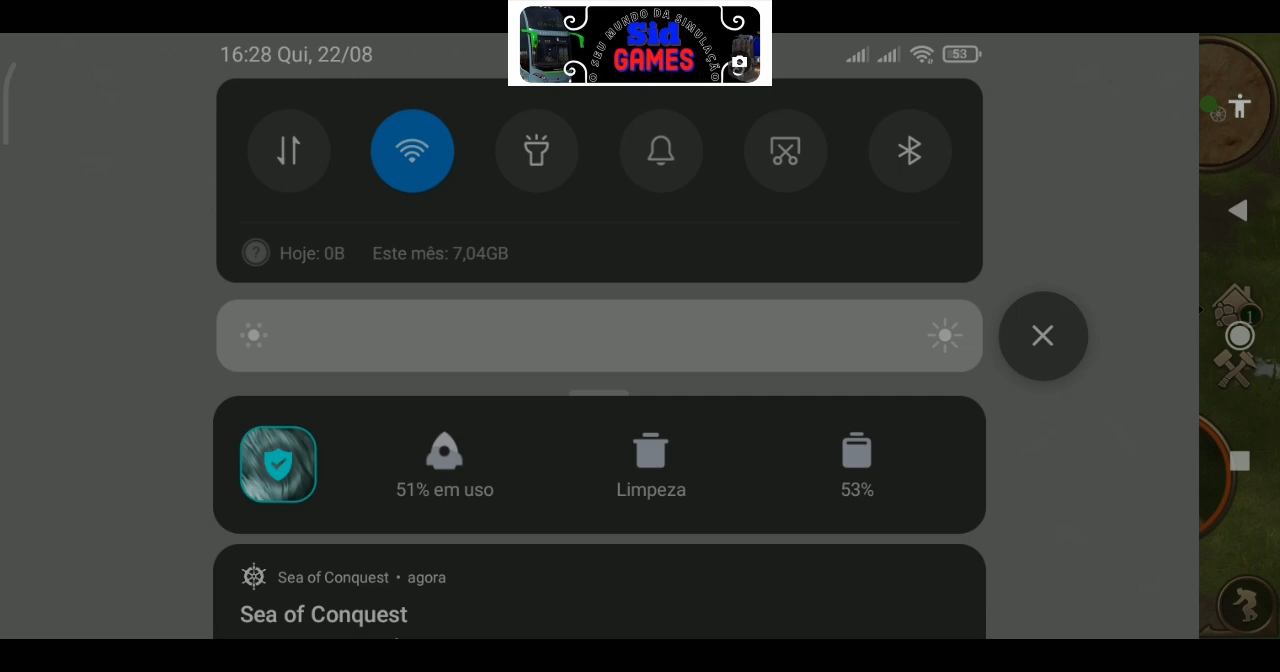 O SEU MUNDO DA SIMULAÇÃO
Sid
GAMES
16:28 Qui, 22/08
53
Hoje: 0B Este mês: 7,04GB
1
51% em uso
Limpeza
53%
Sea of Conquest • agora
Sea of Conquest